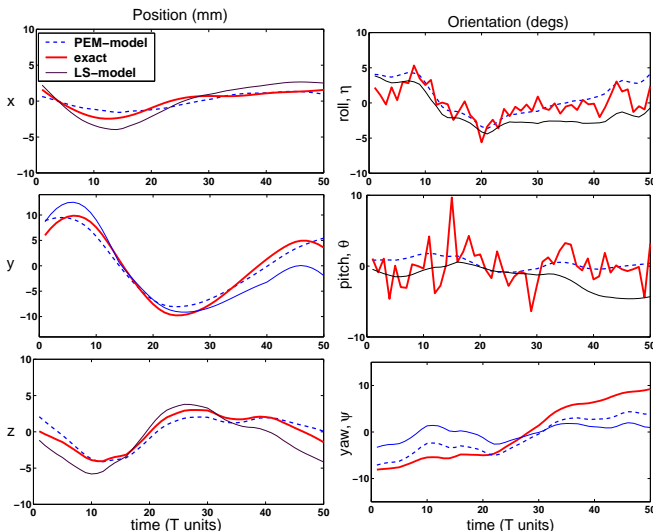 Position (mm)
Orientation (degs)
PEM-model
exact
LS-model
x
10
5
0
−5
−10
0 10 20 30 40 50
roll, η
10
5
0
−5
−10
0 10 20 30 40 50
y
10
5
0
−5
−10
0 10 20 30 40 50
pitch, θ
10
0
−10
0 10 20 30 40 50
z
10
5
0
−5
−10
0 10 20 30 40 50
time (T units)
yaw, ψ
10
0
−10
0 10 20 30 40 50
time (T units)